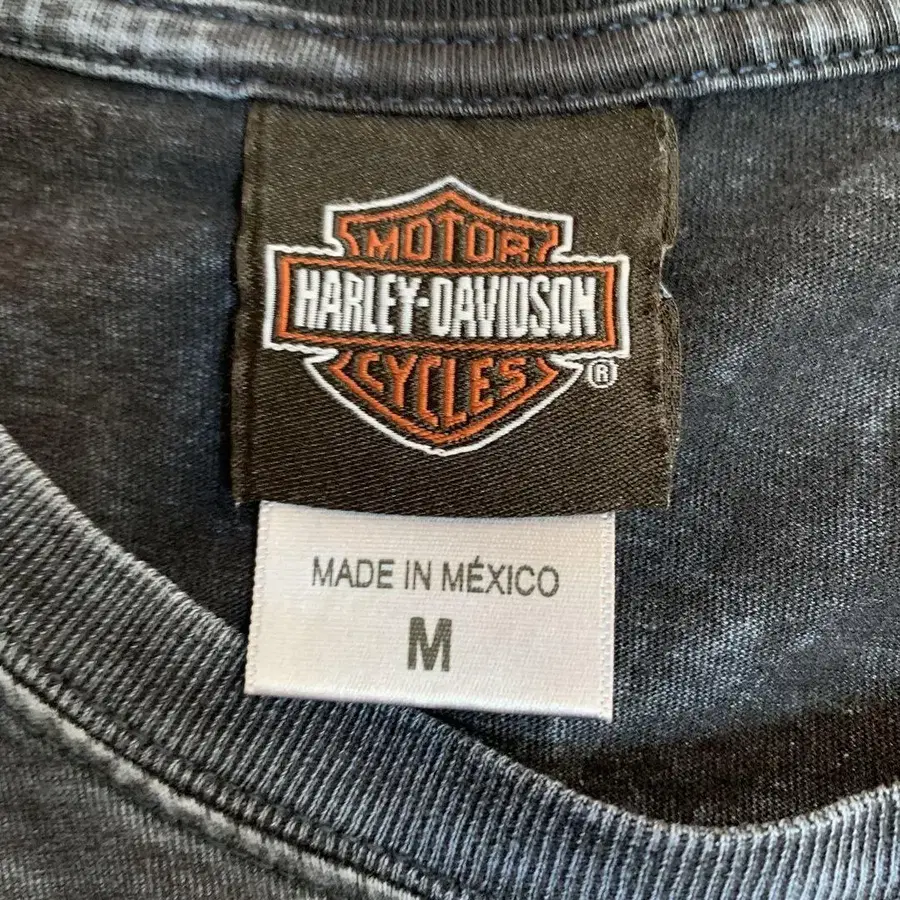 MOTOR
HARLEY-DAVIDSON
CYCLES
®
MADE IN MÉXICO
M